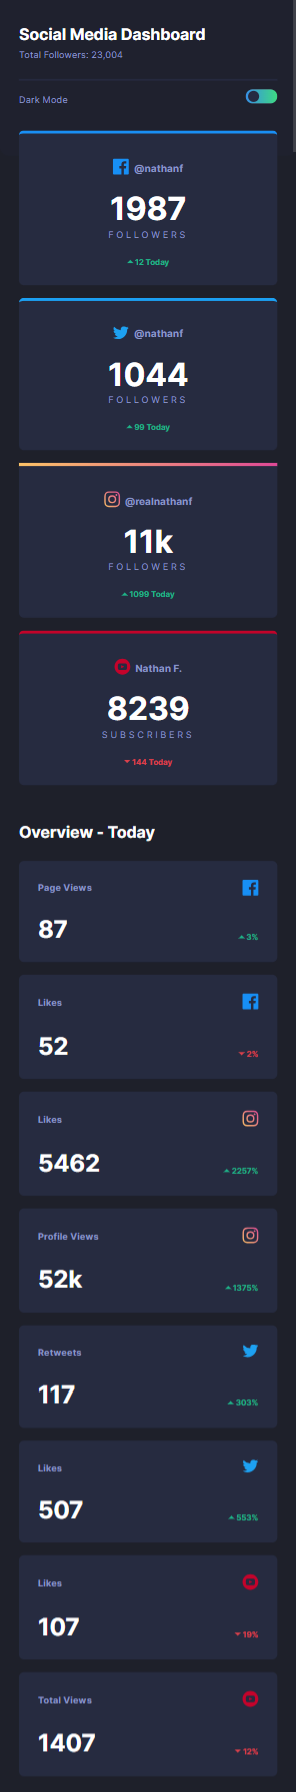 Social Media Dashboard
Total Followers: 23,004
Dark Mode
@nathanf
1987
FOLLOWERS
12 Today
@nathanf
1044
FOLLOWERS
99 Today
@realnathanf
11k
FOLLOWERS
1099 Today
Nathan F.
8239
SUBSCRIBERS
144 Today
Overview - Today
Page Views
87
3%
Likes
52
2%
Likes
5462
2257%
Profile Views
52k
1375%
Retweets
117
303%
Likes
507
553%
Likes
107
19%
Total Views
1407
12%